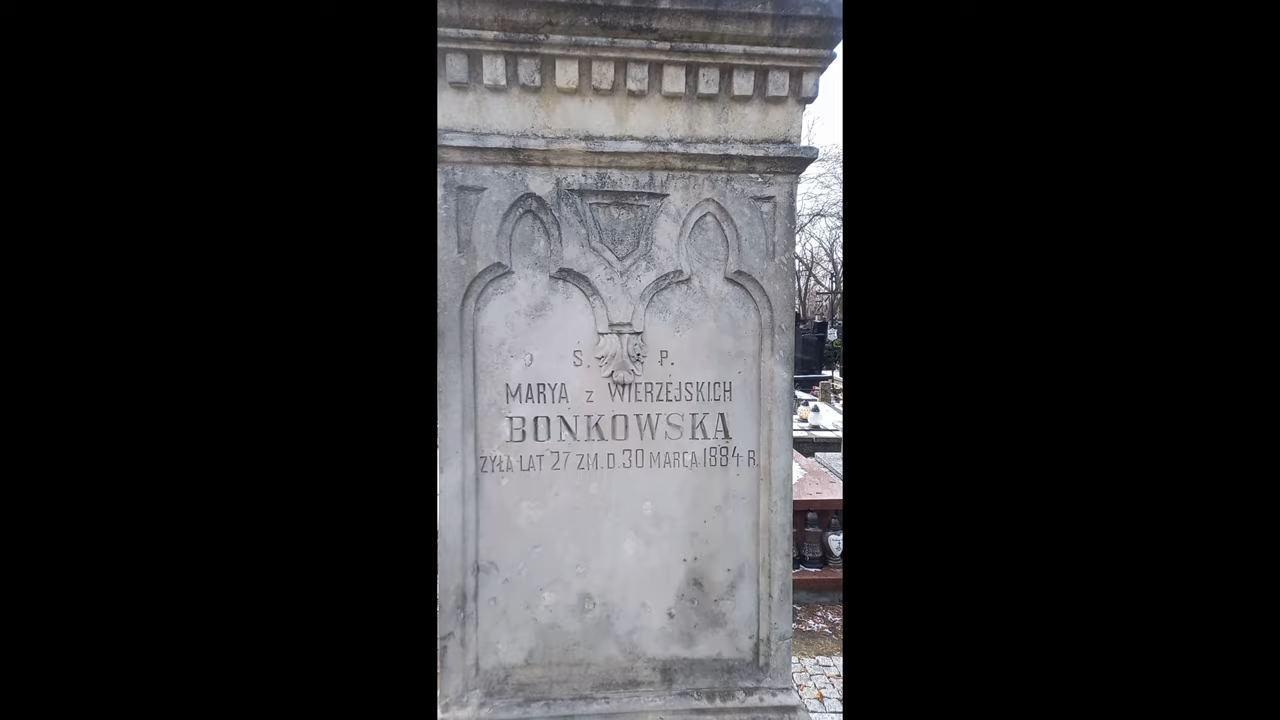 Ś. P.
MARYA z WIERZEJSKICH
BONKOWSKA
ŻYŁA LAT 27 ZM. D. 30 MARCA 1884 R.